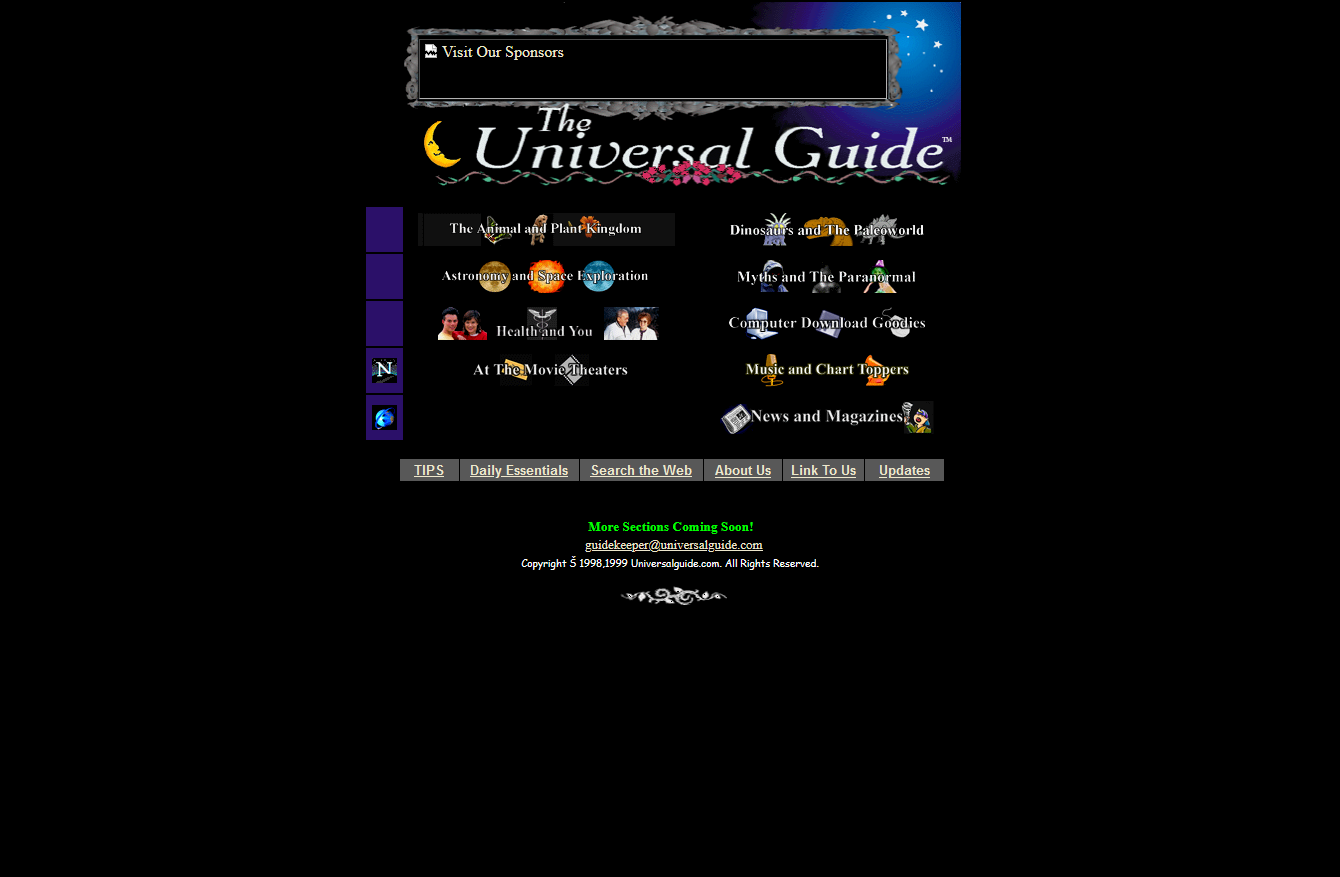 Visit Our Sponsors
The
Universal Guide™
The Animal and Plant Kingdom
Dinosaurs and The Paleoworld
Astronomy and Space Exploration
Myths and The Paranormal
Health and You
Computer Download Goodies
N
At The Movie Theaters
Music and Chart Toppers
News and Magazines
TIPS Daily Essentials Search the Web About Us Link To Us Updates
More Sections Coming Soon!
guidekeeper@universalguide.com
Copyright Š 1998,1999 Universalguide.com. All Rights Reserved.